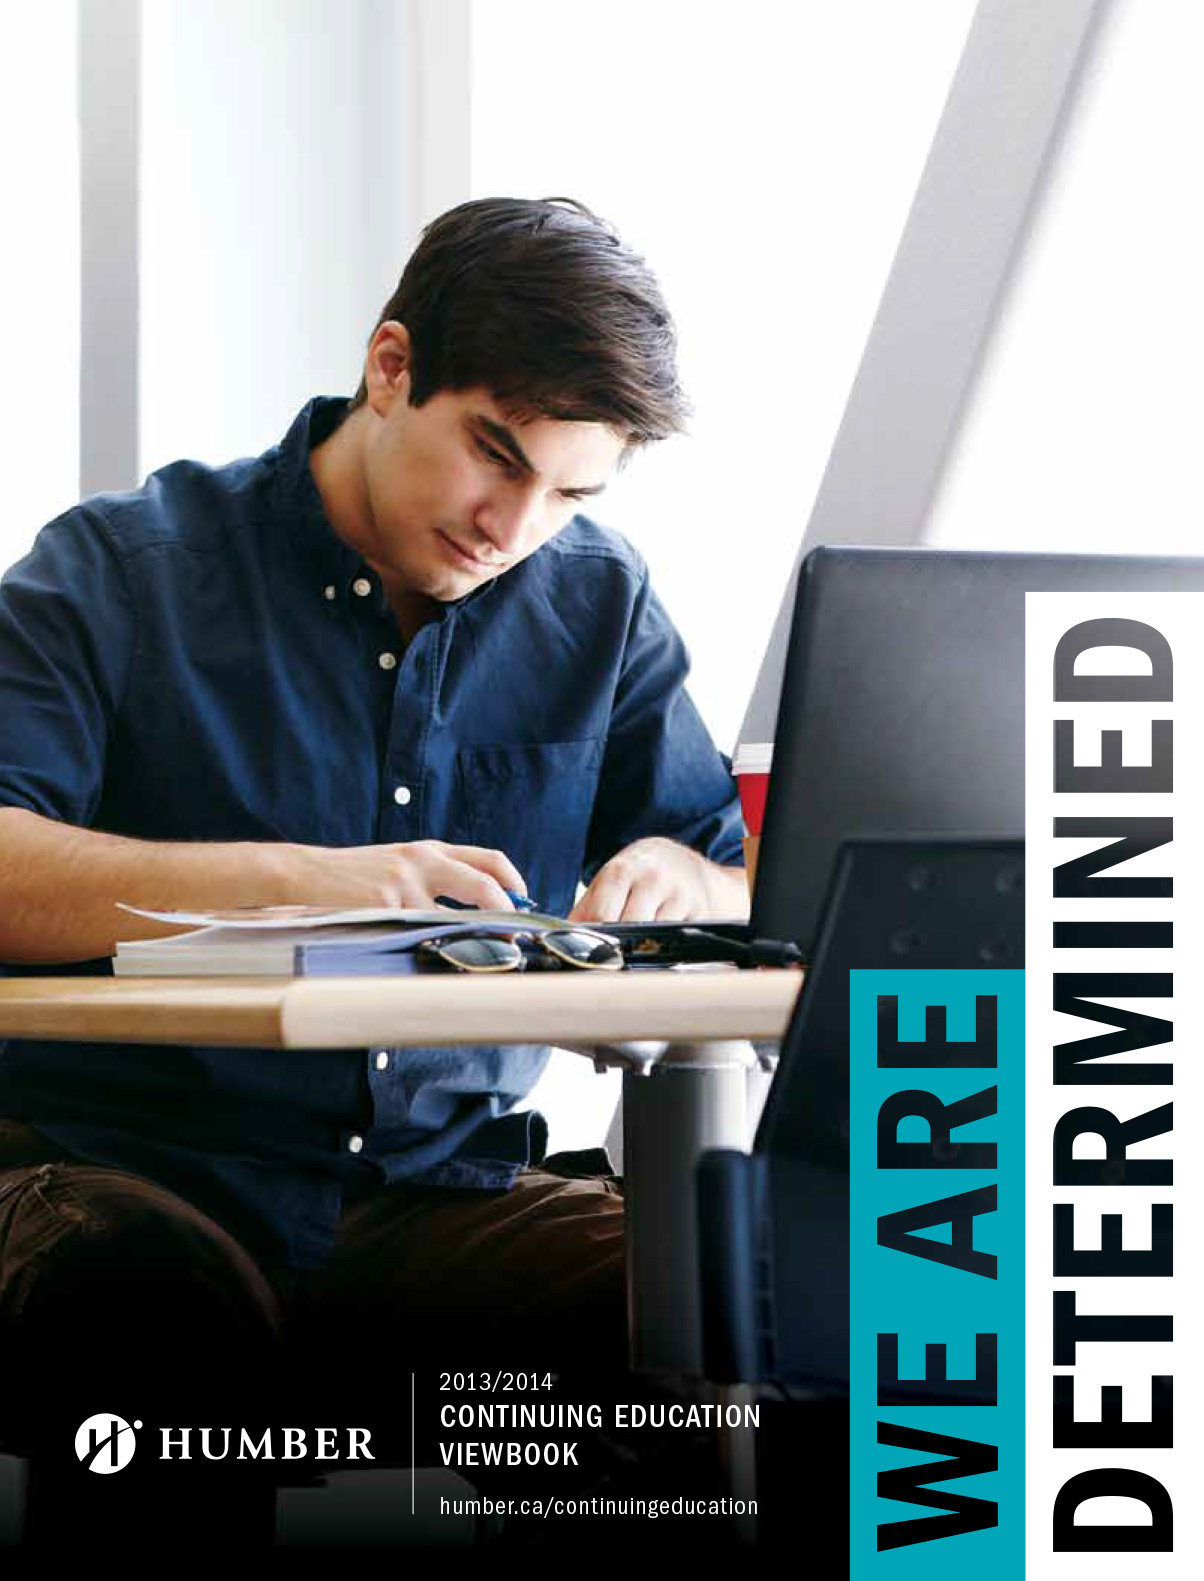 WE ARE
DETERMINED
HUMBER
2013/2014
CONTINUING EDUCATION
VIEWBOOK
humber.ca/continuingeducation